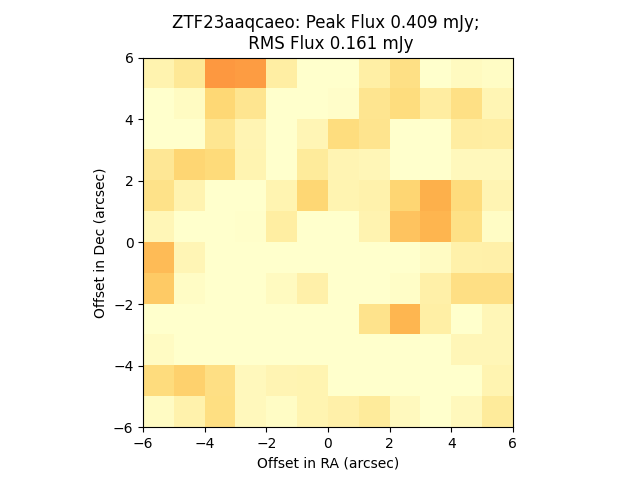 ZTF23aaqcaeo: Peak Flux 0.409 mJy;
RMS Flux 0.161 mJy
6
4
2
0
−2
−4
−6
Offset in Dec (arcsec)
−6 −4 −2 0 2 4 6
Offset in RA (arcsec)